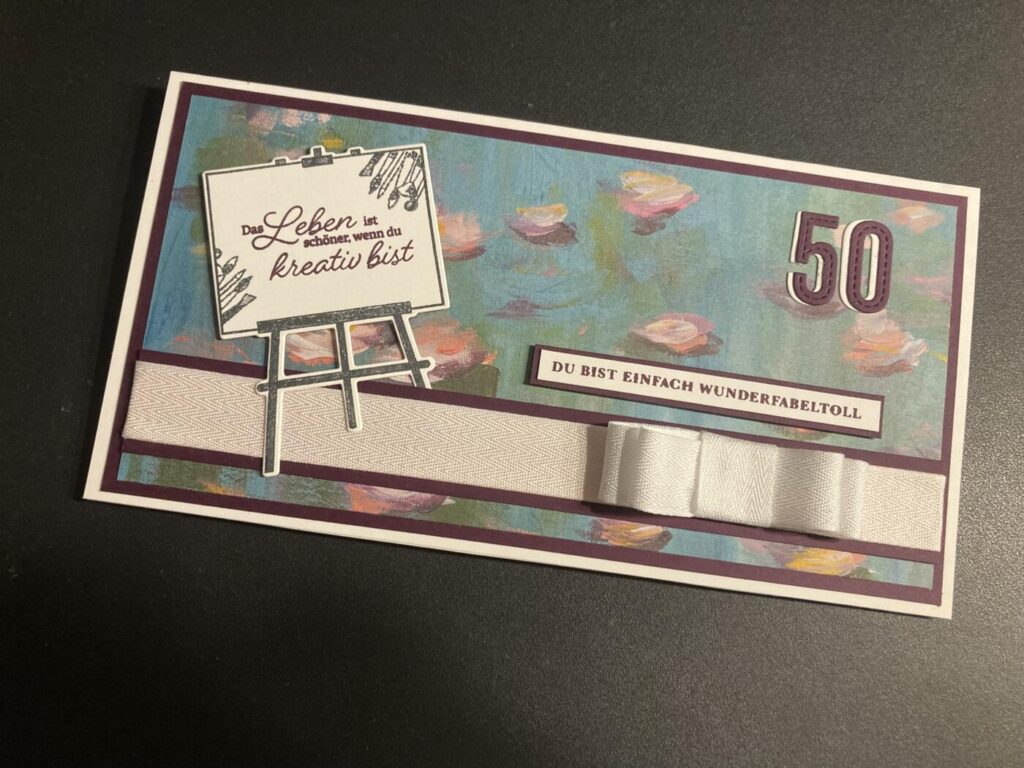 Das Leben ist
schöner, wenn du
kreativ bist
50
DU BIST EINFACH WUNDERFABELTOLL